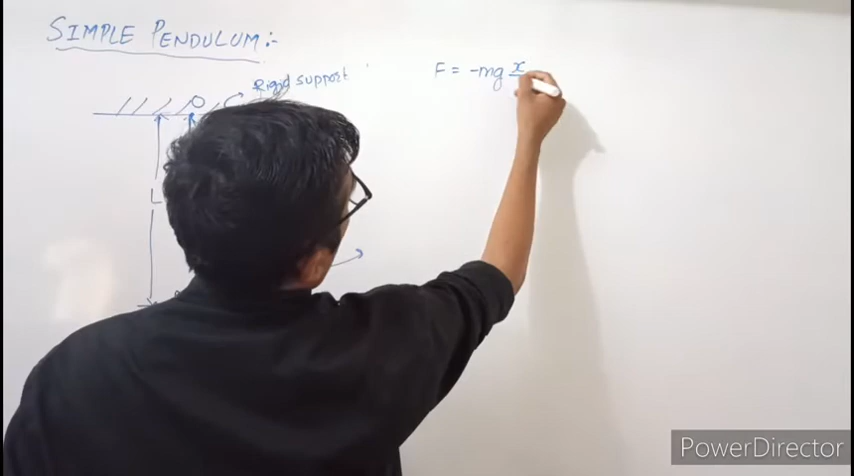 SIMPLE PENDULUM :-
F = -mg x
Rigid support
O
L
PowerDirector